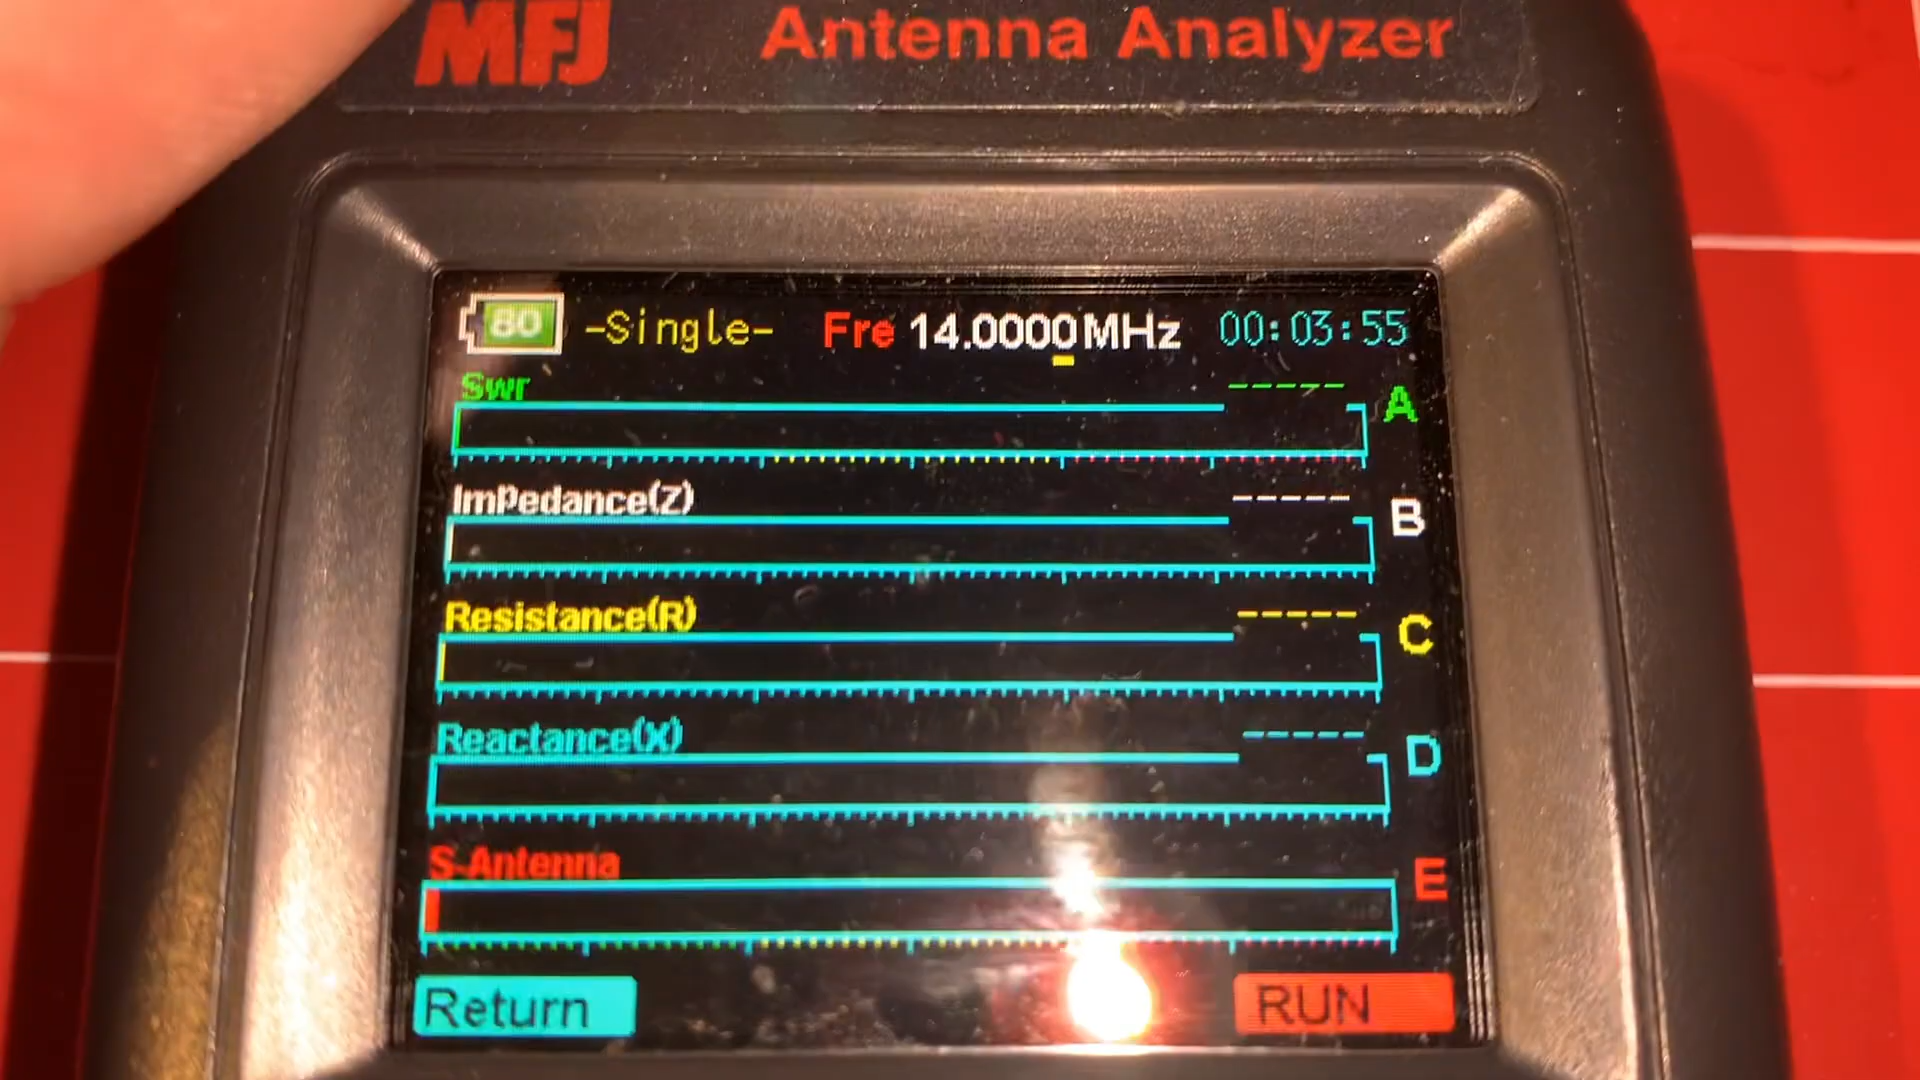 MFJ Antenna Analyzer
80 -Single- Fre 14.0000MHz 00:03:55
Swr ----- A
Impedance(Z) ----- B
Resistance(R) ----- C
Reactance(X) ----- D
S-Antenna E
Return RUN